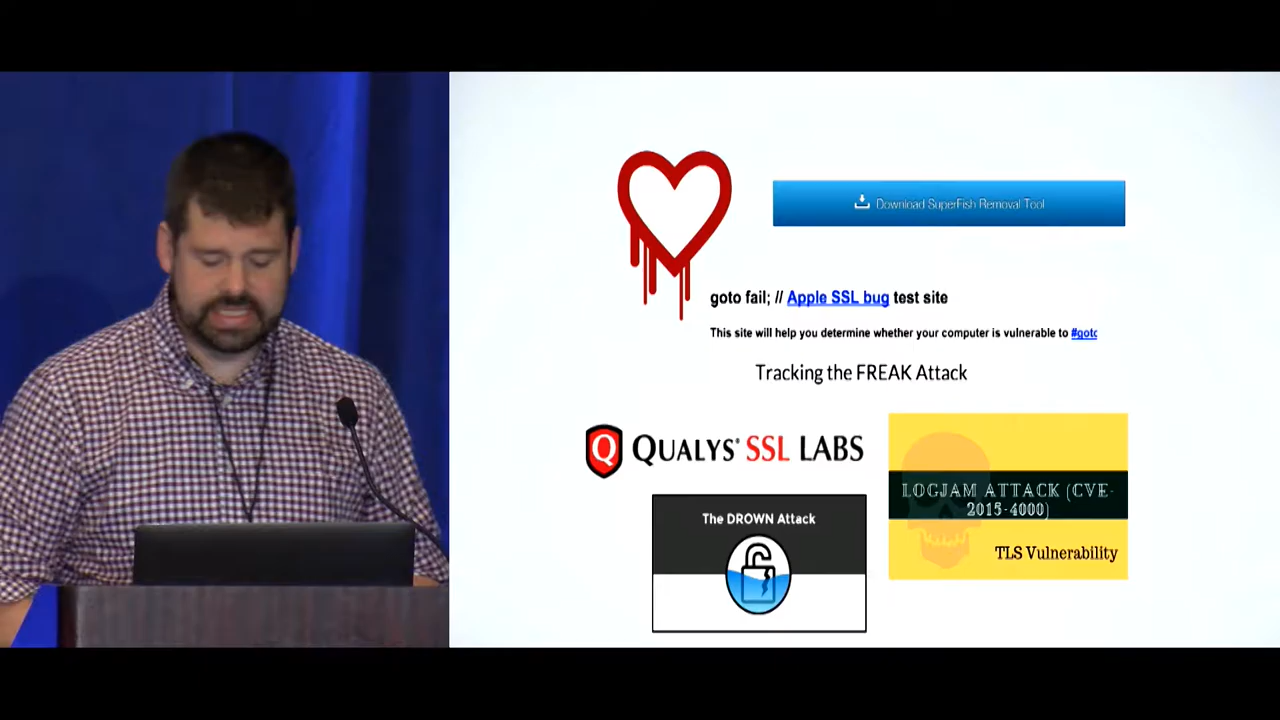 Download SuperFish Removal Tool
goto fail; // Apple SSL bug test site
This site will help you determine whether your computer is vulnerable to #gotc
Tracking the FREAK Attack
Q QUALYS® SSL LABS
LOGJAM ATTACK (CVE-
2015-4000)
TLS Vulnerability
The DROWN Attack